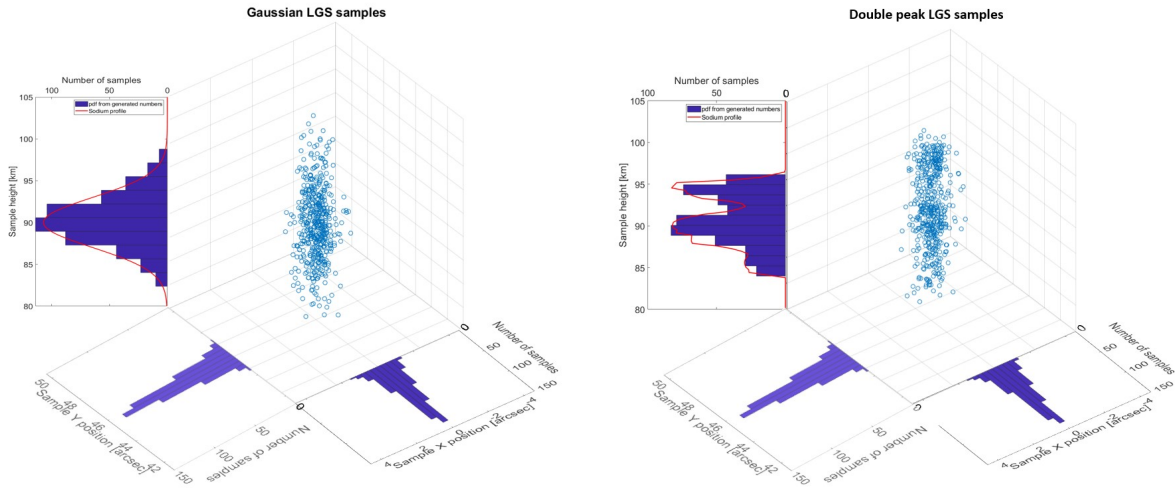 Gaussian LGS samples
Number of samples
100 50 0
pdf from generated numbers
Sodium profile
105
100
95
90
85
80
Sample height [km]
0
50
100
150
Number of samples
50
48
46
44
42
Sample Y position [arcsec]
0
50
100
150
Number of samples
4
2
0
-2
-4
Sample X position [arcsec]
Double peak LGS samples
Number of samples
100 50 0
0
pdf from generated numbers
Sodium profile
105
100
95
90
85
80
Sample height [km]
0
50
100
150
Number of samples
50
48
46
44
42
Sample Y position [arcsec]
0
50
100
150
Number of samples
4
2
0
-2
-4
Sample X position [arcsec]